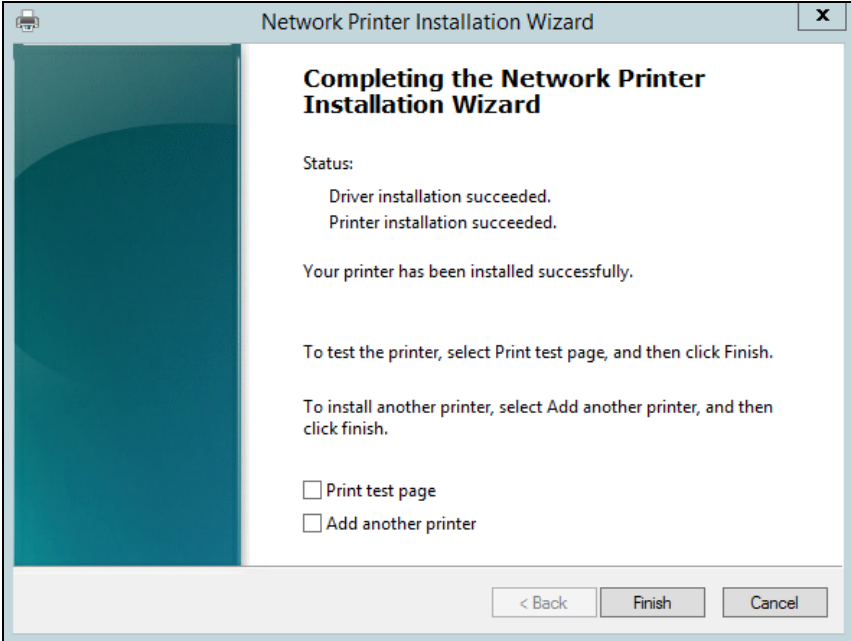 Network Printer Installation Wizard
x
Completing the Network Printer
Installation Wizard
Status:
Driver installation succeeded.
Printer installation succeeded.
Your printer has been installed successfully.
To test the printer, select Print test page, and then click Finish.
To install another printer, select Add another printer, and then
click finish.
Print test page
Add another printer
< Back
Finish
Cancel